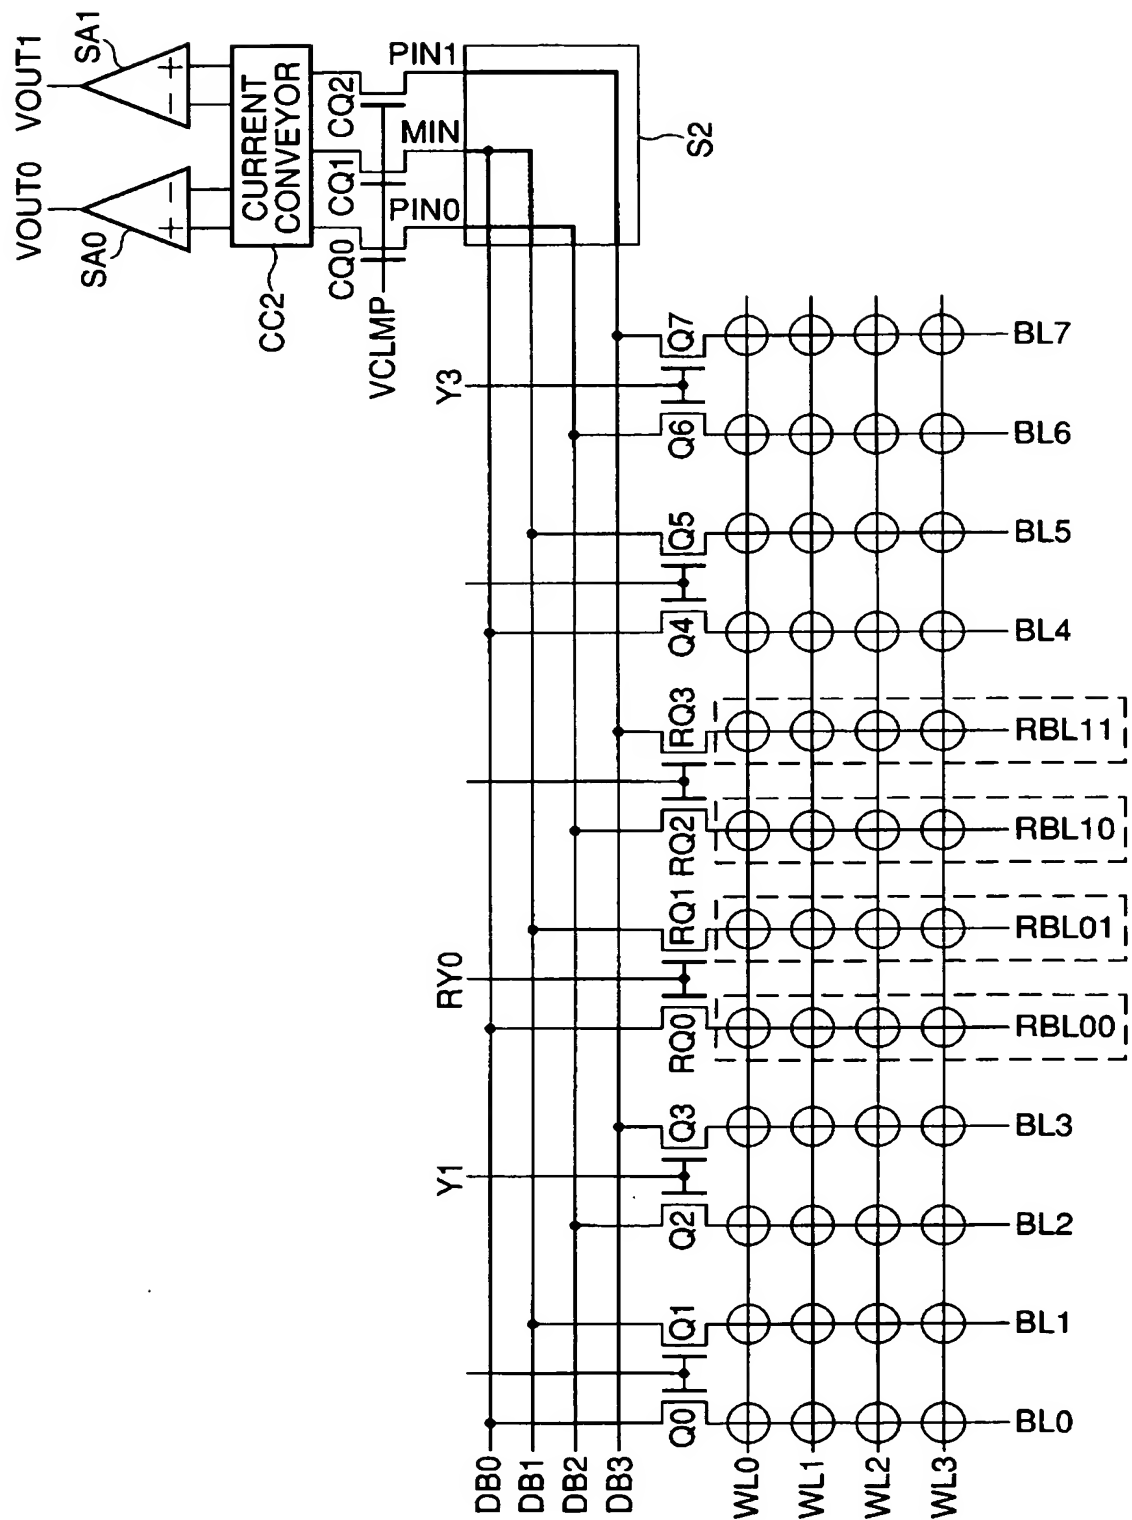 VOUT0
VOUT1
SA0
SA1
+
−
−
+
CC2
CURRENT
CONVEYOR
CQ0
CQ1
CQ2
VCLMP
PIN0
MIN
PIN1
S2
Y1
RY0
Y3
DB0
DB1
DB2
DB3
Q0
Q1
Q2
Q3
RQ0
RQ1
RQ2
RQ3
Q4
Q5
Q6
Q7
WL0
WL1
WL2
WL3
BL0
BL1
BL2
BL3
RBL00
RBL01
RBL10
RBL11
BL4
BL5
BL6
BL7